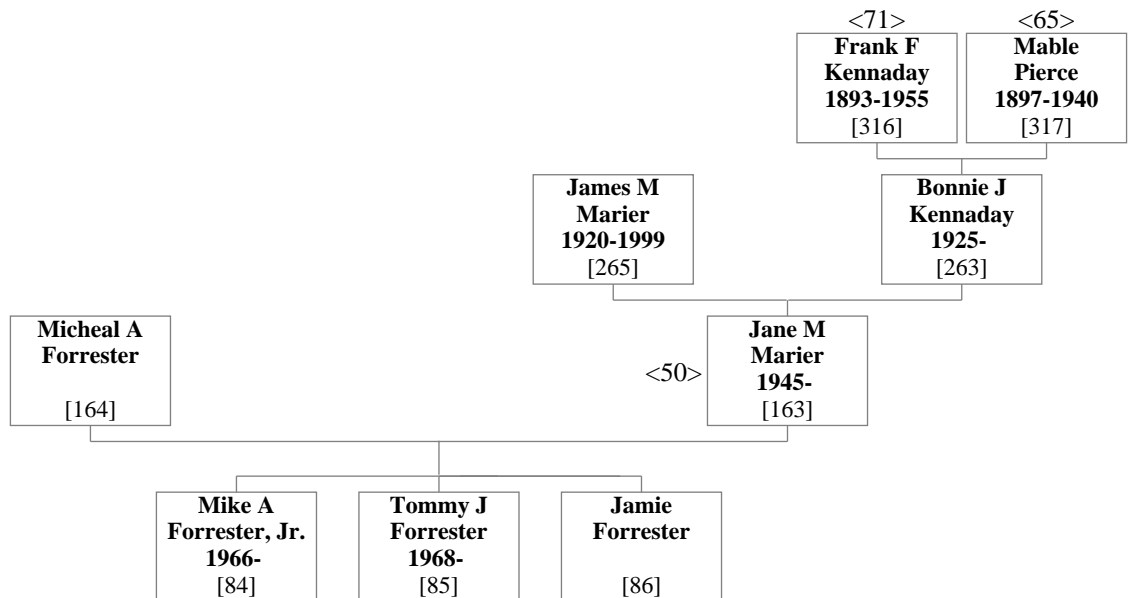 <71>
Frank F
Kennaday
1893-1955
[316]
<65>
Mable
Pierce
1897-1940
[317]
James M
Marier
1920-1999
[265]
Bonnie J
Kennaday
1925-
[263]
Micheal A
Forrester
[164]
<50>
Jane M
Marier
1945-
[163]
Mike A
Forrester, Jr.
1966-
[84]
Tommy J
Forrester
1968-
[85]
Jamie
Forrester
[86]